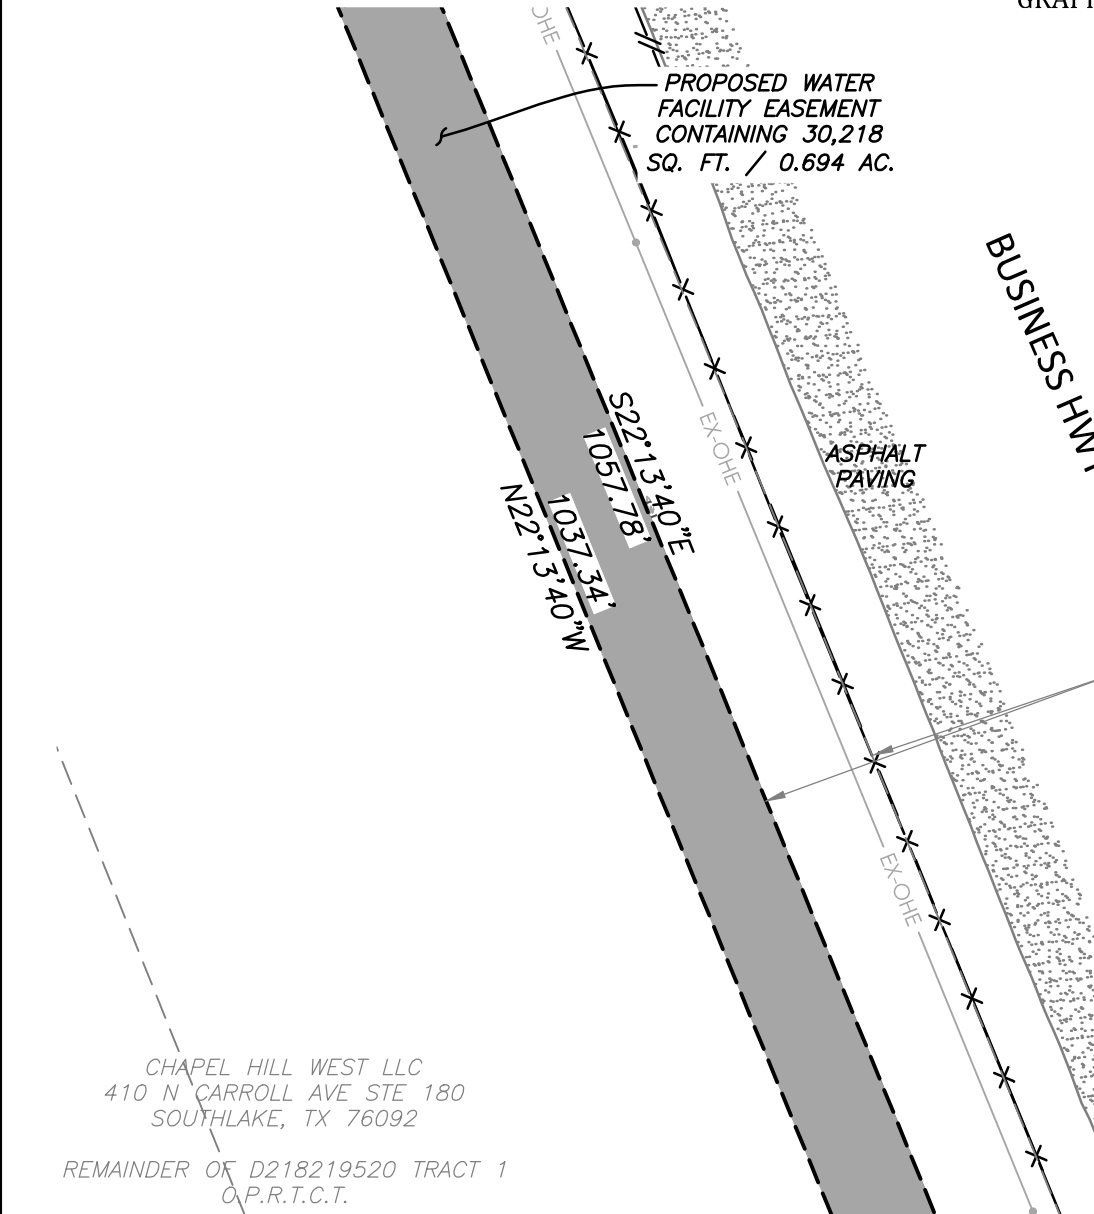 PROPOSED WATER
FACILITY EASEMENT
CONTAINING 30,218
SQ. FT. / 0.694 AC.
BUSINESS HWY
S22°13'40"E
1057.78'
1037.34'
N22°13'40"W
EX-OHE
ASPHALT
PAVING
EX-OHE
CHAPEL HILL WEST LLC
410 N CARROLL AVE STE 180
SOUTHLAKE, TX 76092
REMAINDER OF D218219520 TRACT 1
O.P.R.T.C.T.